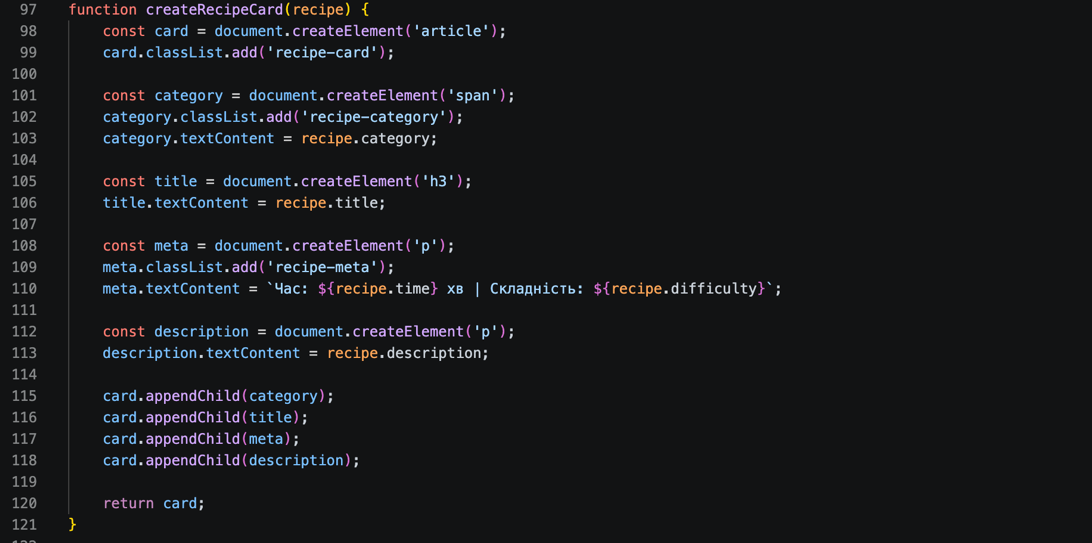 97 function createRecipeCard(recipe) {
98     const card = document.createElement('article');
99     card.classList.add('recipe-card');
100
101     const category = document.createElement('span');
102     category.classList.add('recipe-category');
103     category.textContent = recipe.category;
104
105     const title = document.createElement('h3');
106     title.textContent = recipe.title;
107
108     const meta = document.createElement('p');
109     meta.classList.add('recipe-meta');
110     meta.textContent = `Час: ${recipe.time} хв | Складність: ${recipe.difficulty}`;
111
112     const description = document.createElement('p');
113     description.textContent = recipe.description;
114
115     card.appendChild(category);
116     card.appendChild(title);
117     card.appendChild(meta);
118     card.appendChild(description);
119
120     return card;
121 }